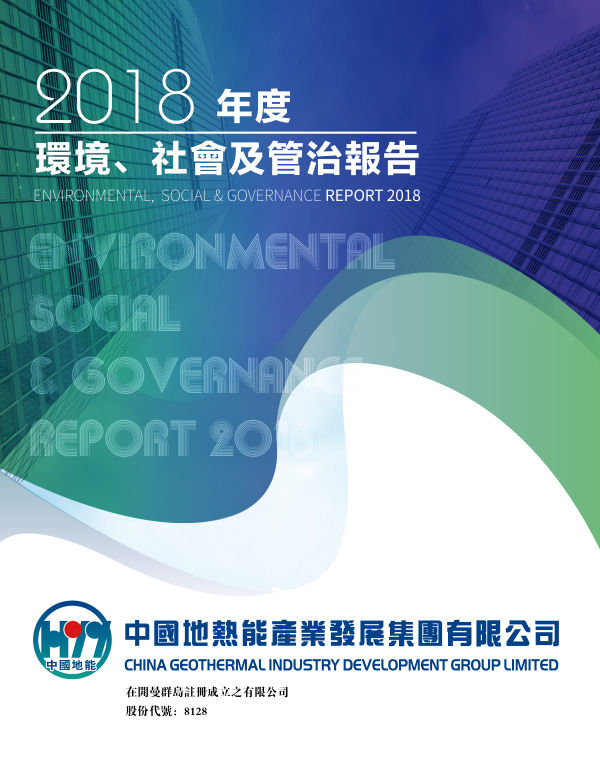 2018 年度
環境、社會及管治報告
ENVIRONMENTAL, SOCIAL & GOVERNANCE REPORT 2018
ENVIRONMENTAL
SOCIAL
& GOVERNANCE
REPORT 2018
中國地能
中國地熱能產業發展集團有限公司
CHINA GEOTHERMAL INDUSTRY DEVELOPMENT GROUP LIMITED
在開曼群島註冊成立之有限公司
股份代號：8128